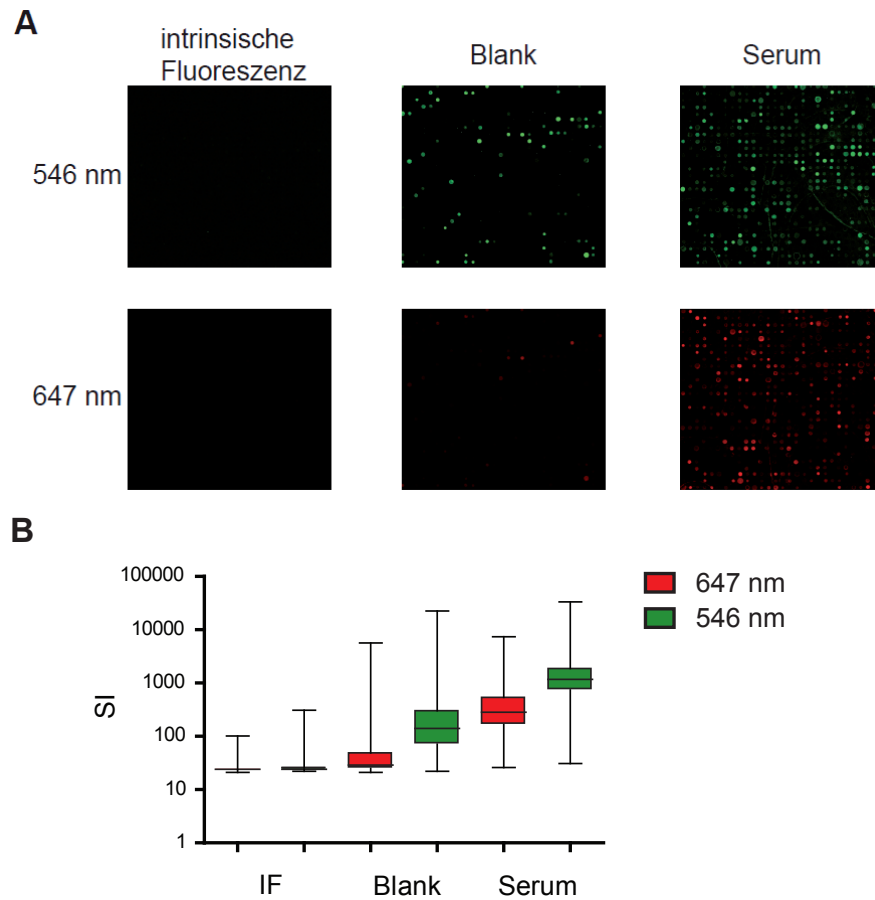 A
intrinsische
Fluoreszenz
Blank
Serum
546 nm
647 nm
B
100000
10000
1000
100
10
1
SI
IF
Blank
Serum
647 nm
546 nm